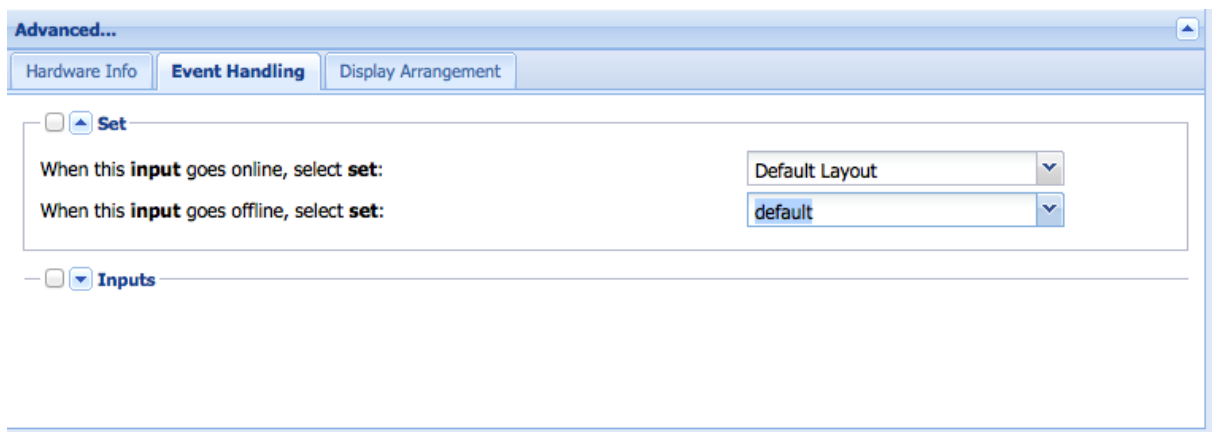 Advanced...
Hardware Info Event Handling Display Arrangement
Set
When this input goes online, select set: Default Layout
When this input goes offline, select set: default
Inputs